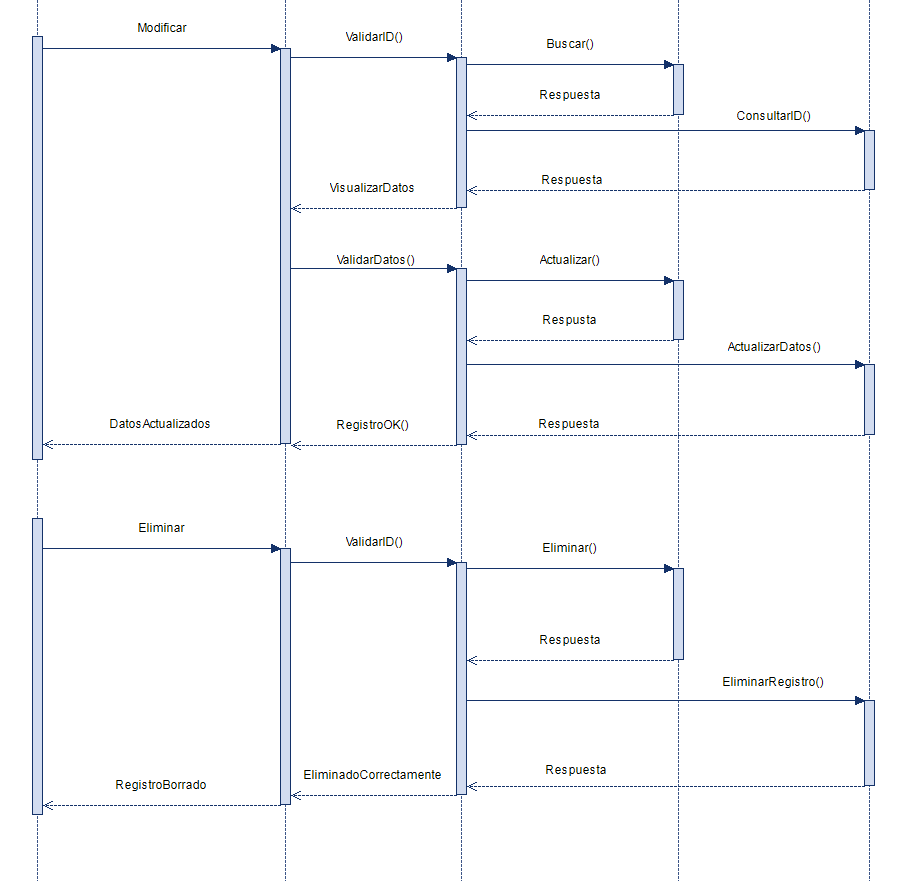 Modificar
ValidarID()
Buscar()
Respuesta
ConsultarID()
Respuesta
VisualizarDatos
ValidarDatos()
Actualizar()
Respusta
ActualizarDatos()
DatosActualizados
RegistroOK()
Respuesta
Eliminar
ValidarID()
Eliminar()
Respuesta
EliminarRegistro()
Respuesta
EliminadoCorrectamente
RegistroBorrado